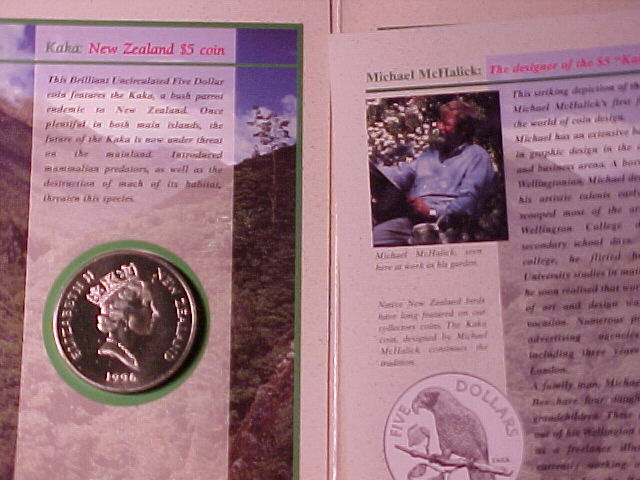 Kaka: New Zealand $5 coin
This Brilliant Uncirculated Five Dollar
coin features the Kaka, a bush parrot
endemic to New Zealand. Once
plentiful in both main islands, the
future of the Kaka is now under threat
on the mainland. Introduced
mammalian predators, as well as the
destruction of much of its habitat,
threaten this species.
ELIZABETH II NEW ZEALAND
1996
Michael McHalick: The designer of the $5 "Ka
This striking depiction of th
Michael McHalick's first
the world of coin design.
Michael has an extensive
in graphic design in the
and business arena. A
Wellingtonian, Michael
his artistic talents
scooped most of the
Wellington College
secondary school
college, he flirted
University studies in
he soon realised that
of art and design
vocation. Numerous
advertising agencies
including three years
London.
A family man, Michael
have four
grandchildren.
out of his Wellington
as a freelance
currently working
Michael McHalick, seen
here at work in his garden.
Native New Zealand birds
have long featured on our
collectors coins. The Kaka
coin, designed by Michael
McHalick continues the
tradition.
FIVE DOLLARS
KAKA